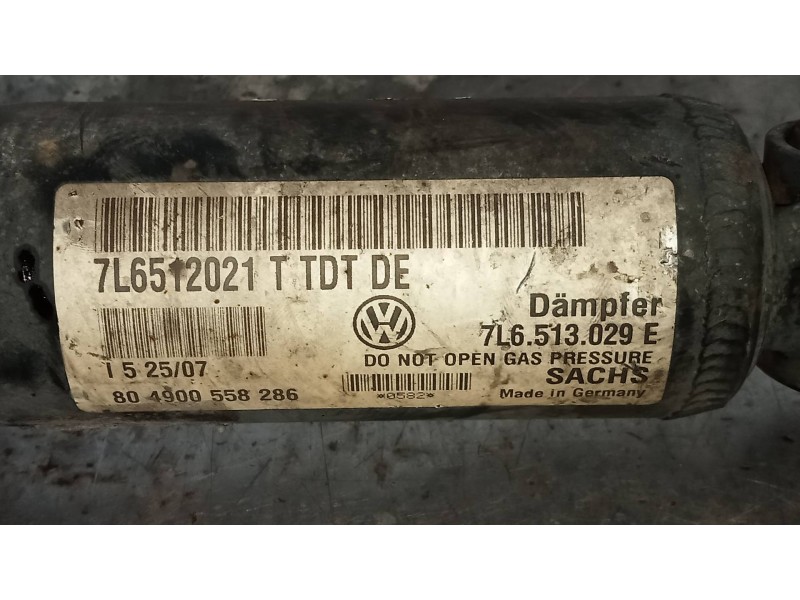 7L6512021 T TDT DE
Dämpfer
7L6.513.029 E
I 5 25/07
DO NOT OPEN GAS PRESSURE
SACHS
80 4900 558 286
*0582*
Made in Germany